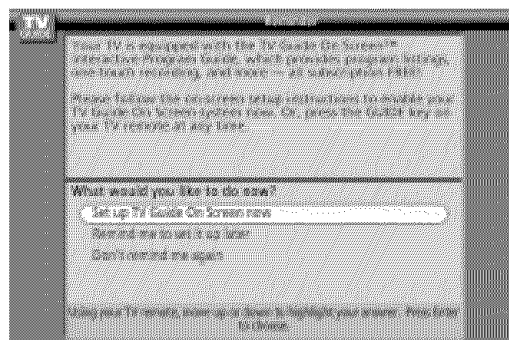 TV
GUIDE
Reminder
Your TV is equipped with the TV Guide On Screen™
Interactive Program Guide, which provides program listings,
one touch recording, and more — all subscription FREE!
Please follow the on-screen setup instructions to enable your
TV Guide On Screen system now. Or, press the GUIDE key on
your TV remote at any time.
What would you like to do now?
Set up TV Guide On Screen now
Remind me to set it up later
Don't remind me again
Using your TV remote, move up or down to highlight your answer. Press Enter
to choose.